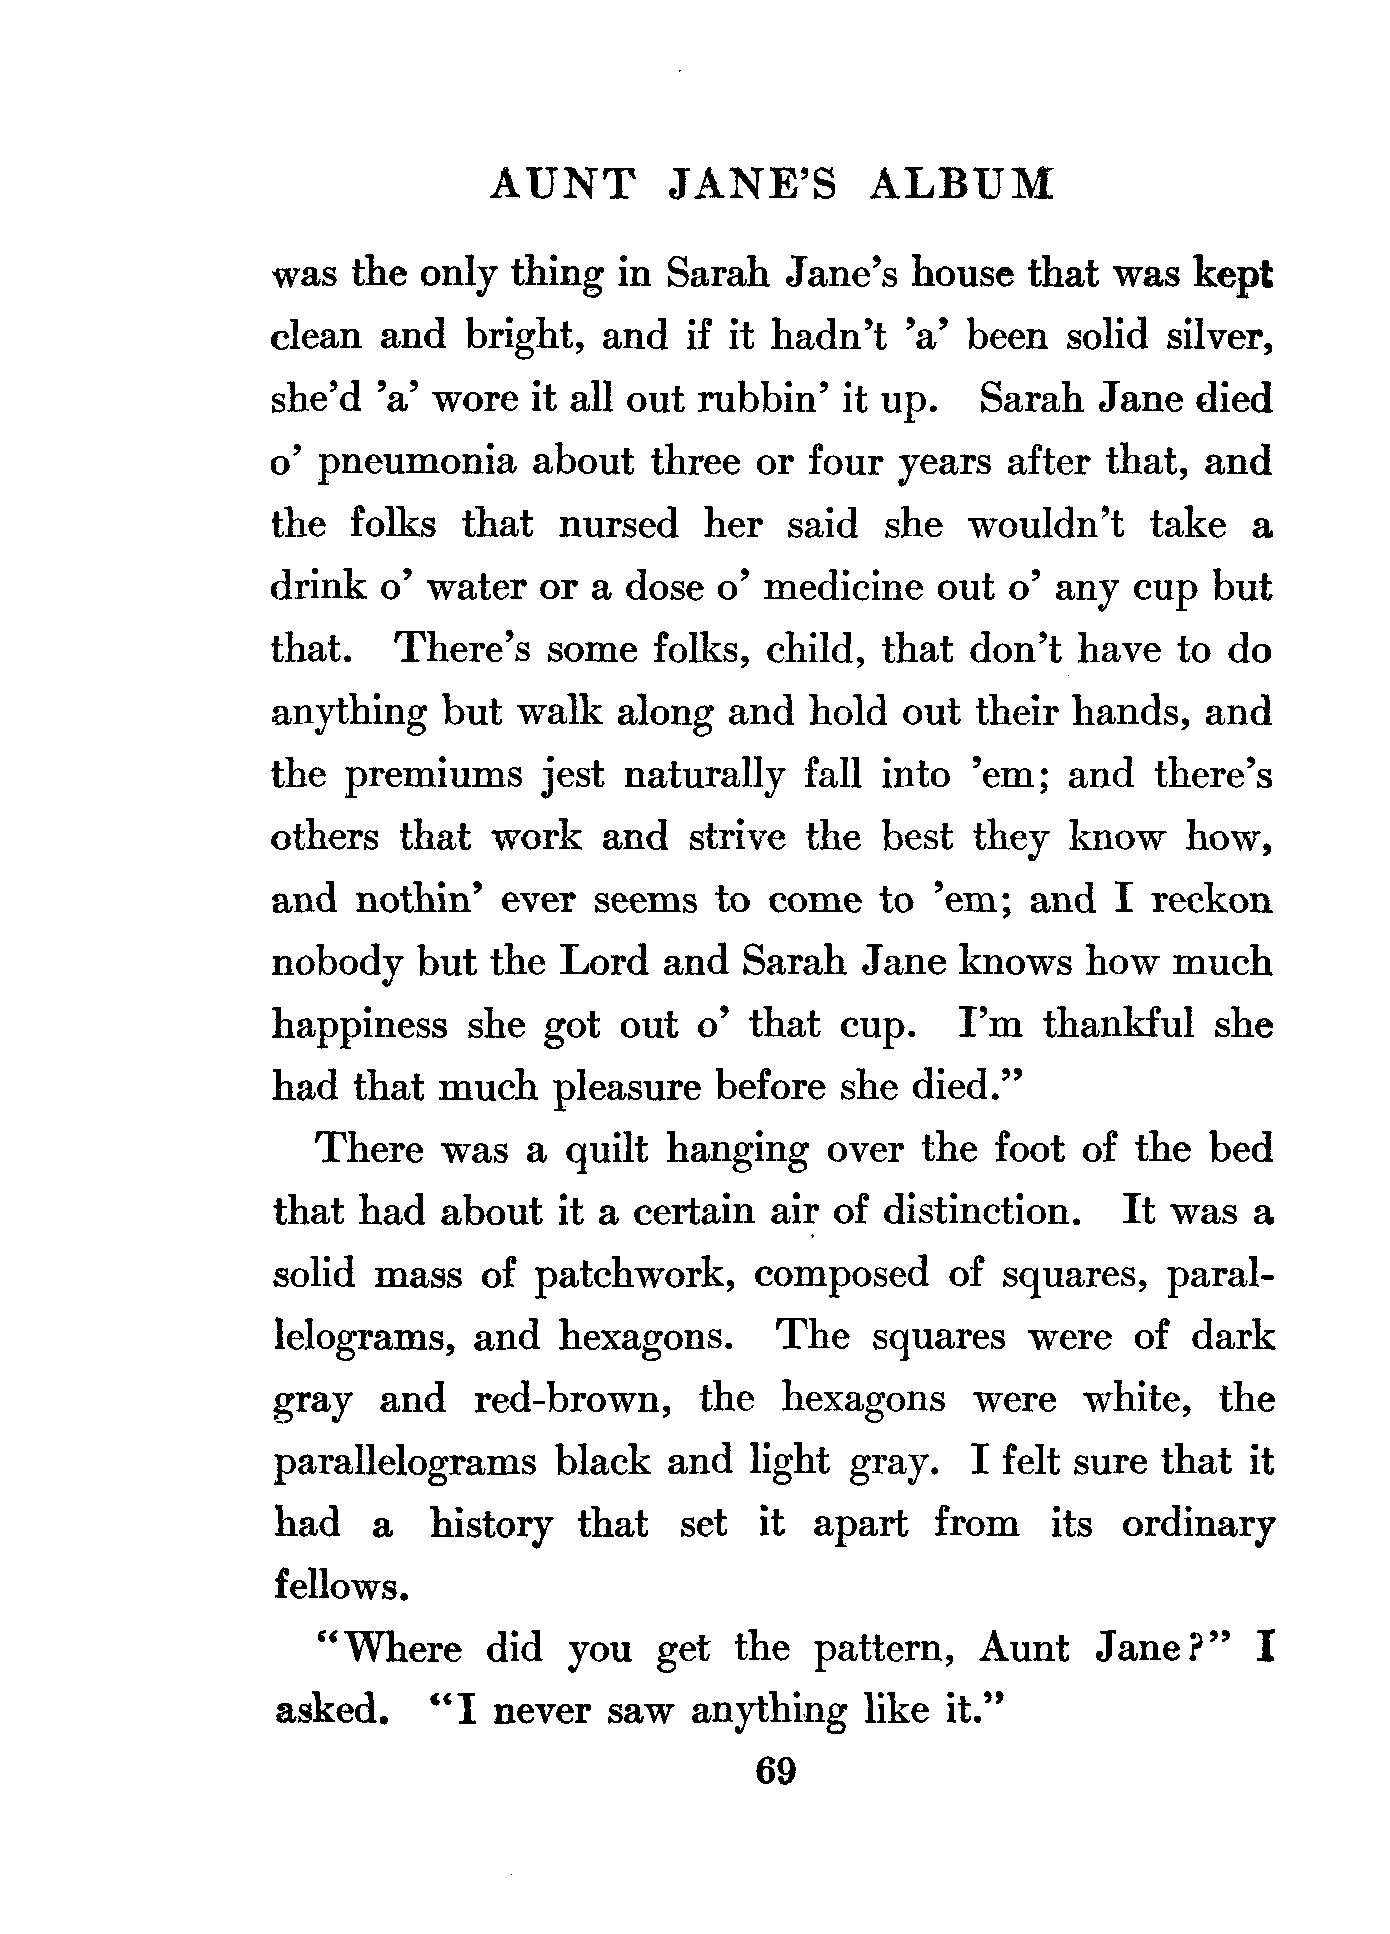 AUNT JANE'S ALBUM
was the only thing in Sarah Jane's house that was kept
clean and bright, and if it hadn't 'a' been solid silver,
she'd 'a' wore it all out rubbin' it up. Sarah Jane died
o' pneumonia about three or four years after that, and
the folks that nursed her said she wouldn't take a
drink o' water or a dose o' medicine out o' any cup but
that. There's some folks, child, that don't have to do
anything but walk along and hold out their hands, and
the premiums jest naturally fall into 'em; and there's
others that work and strive the best they know how,
and nothin' ever seems to come to 'em; and I reckon
nobody but the Lord and Sarah Jane knows how much
happiness she got out o' that cup. I'm thankful she
had that much pleasure before she died."
There was a quilt hanging over the foot of the bed
that had about it a certain air of distinction. It was a
solid mass of patchwork, composed of squares, paral-
lelograms, and hexagons. The squares were of dark
gray and red-brown, the hexagons were white, the
parallelograms black and light gray. I felt sure that it
had a history that set it apart from its ordinary
fellows.
"Where did you get the pattern, Aunt Jane?" I
asked. "I never saw anything like it."
69